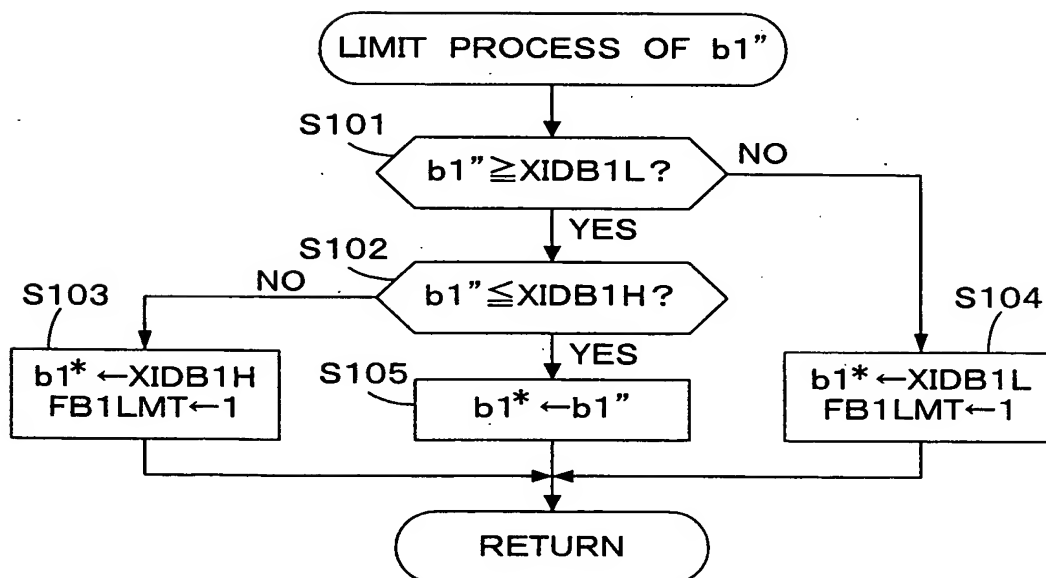 LIMIT PROCESS OF b1”
S101
b1”≧XIDB1L?
NO
YES
S102
b1”≦XIDB1H?
NO
YES
S103
b1*←XIDB1H
FB1LMT←1
S105
b1*←b1”
S104
b1*←XIDB1L
FB1LMT←1
RETURN